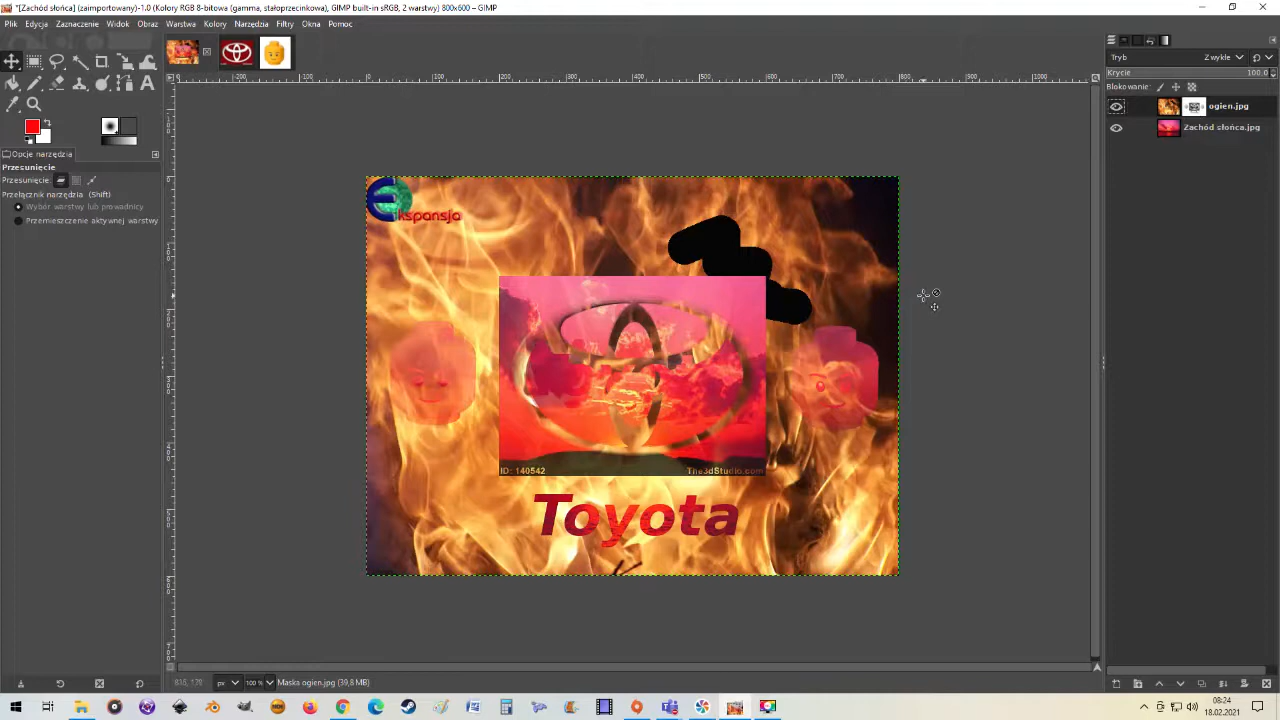 *[Zachód słońca] (zaimportowany)-1.0 (Kolory RGB 8-bitowa (gamma, stałoprzecinkowa), GIMP built-in sRGB, 2 warstwy) 800x600 – GIMP
Plik Edycja Zaznaczenie Widok Obraz Warstwa Kolory Narzędzia Filtry Okna Pomoc
Tryb Zwykłe
Krycie 100,0
Blokowanie:
ogien.jpg
Zachód słońca.jpg
Opcje narzędzia
Przesunięcie
Przesunięcie:
Przełącznik narzędzia (Shift)
Wybór warstwy lub prowadnicy
Przemieszczenie aktywnej warstwy
Ekspansja
ID: 140542 The3dStudio.com
Toyota
px 100 % Maska ogien.jpg (39,8 MB)
08:24
18.02.2021